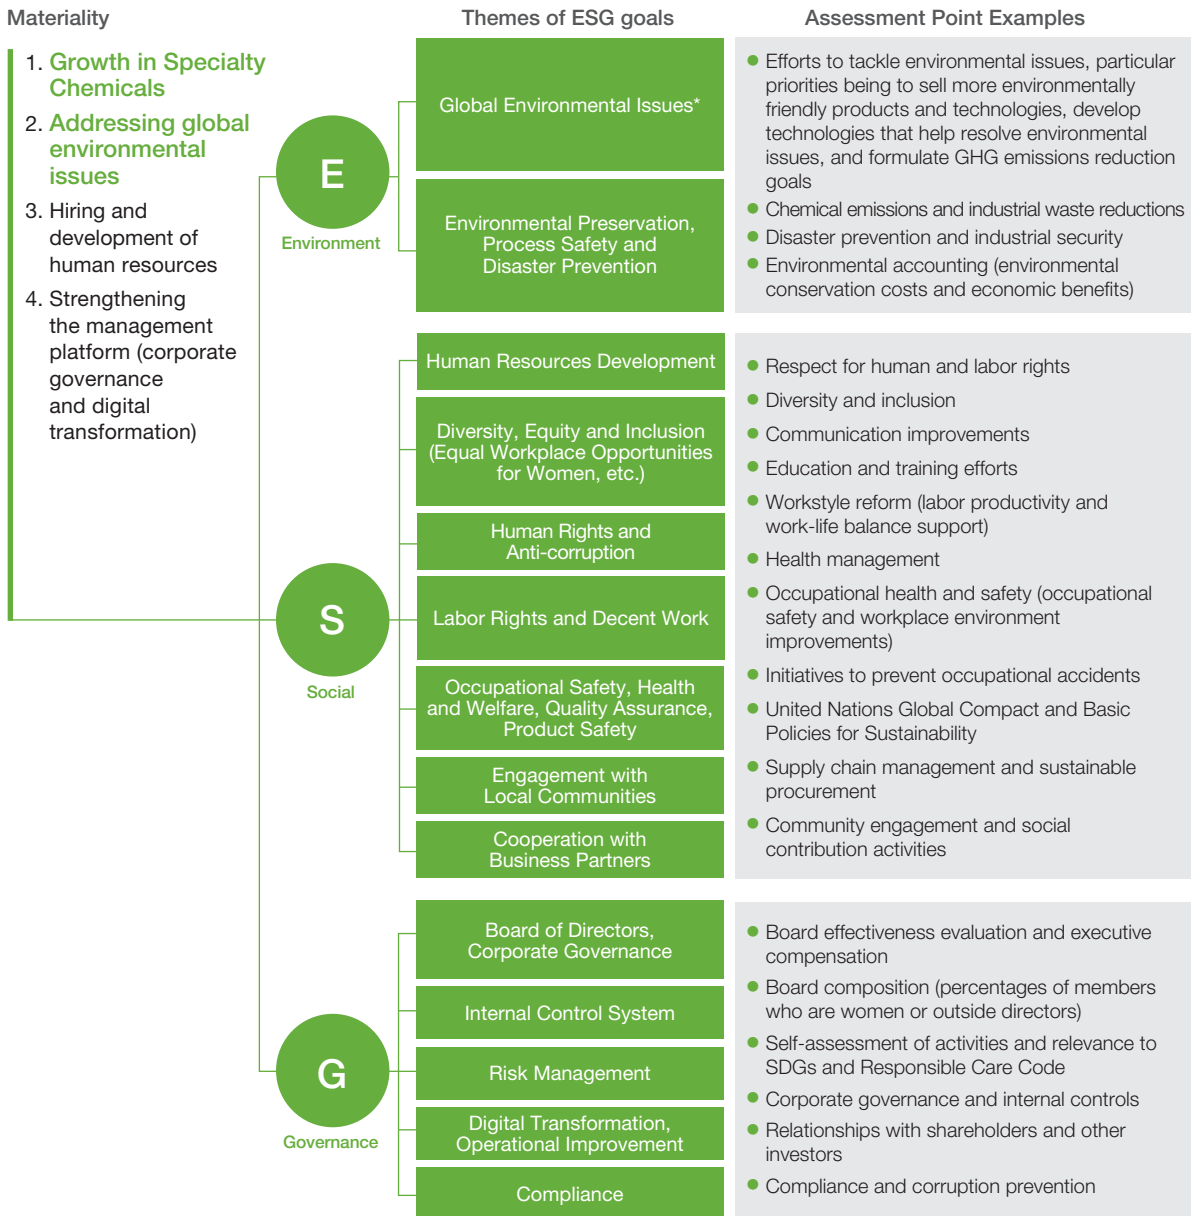 Materiality
Themes of ESG goals
Assessment Point Examples
1. Growth in Specialty
Chemicals
2. Addressing global
environmental
issues
3. Hiring and
development of
human resources
4. Strengthening
the management
platform (corporate
governance
and digital
transformation)
E
Environment
Global Environmental Issues*
Environmental Preservation,
Process Safety and
Disaster Prevention
● Efforts to tackle environmental issues, particular
priorities being to sell more environmentally
friendly products and technologies, develop
technologies that help resolve environmental
issues, and formulate GHG emissions reduction
goals
● Chemical emissions and industrial waste reductions
● Disaster prevention and industrial security
● Environmental accounting (environmental
conservation costs and economic benefits)
S
Social
Human Resources Development
Diversity, Equity and Inclusion
(Equal Workplace Opportunities
for Women, etc.)
Human Rights and
Anti-corruption
Labor Rights and Decent Work
Occupational Safety, Health
and Welfare, Quality Assurance,
Product Safety
Engagement with
Local Communities
Cooperation with
Business Partners
● Respect for human and labor rights
● Diversity and inclusion
● Communication improvements
● Education and training efforts
● Workstyle reform (labor productivity and
work-life balance support)
● Health management
● Occupational health and safety (occupational
safety and workplace environment
improvements)
● Initiatives to prevent occupational accidents
● United Nations Global Compact and Basic
Policies for Sustainability
● Supply chain management and sustainable
procurement
● Community engagement and social
contribution activities
G
Governance
Board of Directors,
Corporate Governance
Internal Control System
Risk Management
Digital Transformation,
Operational Improvement
Compliance
● Board effectiveness evaluation and executive
compensation
● Board composition (percentages of members
who are women or outside directors)
● Self-assessment of activities and relevance to
SDGs and Responsible Care Code
● Corporate governance and internal controls
● Relationships with shareholders and other
investors
● Compliance and corruption prevention